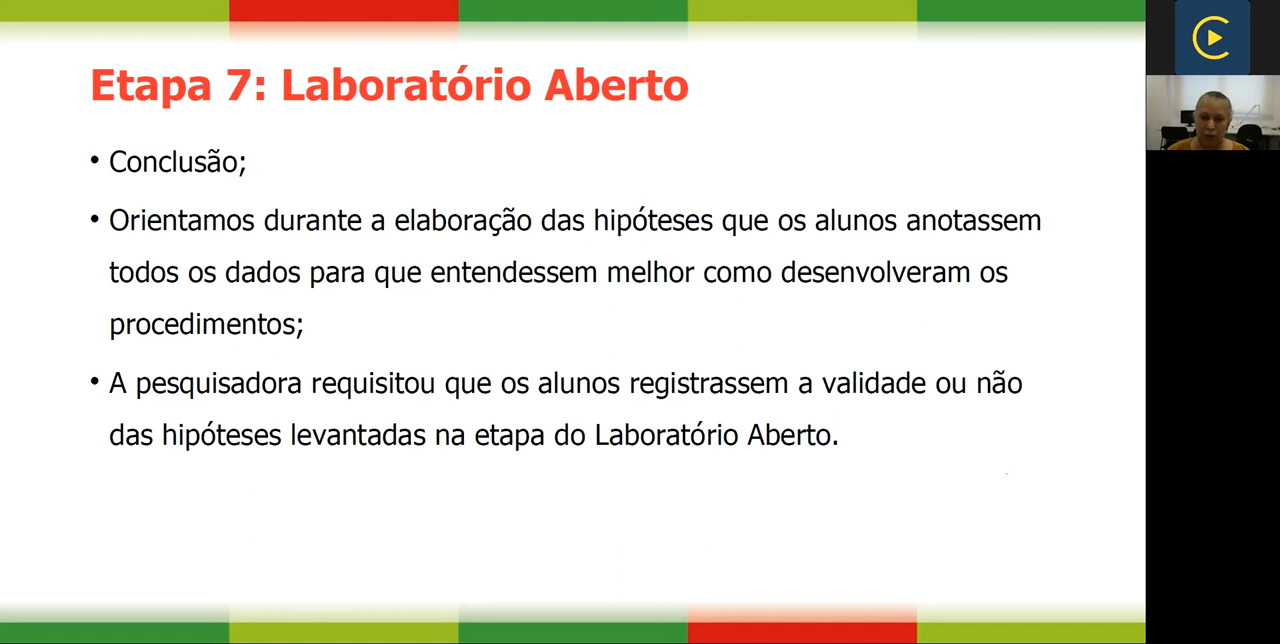 Etapa 7: Laboratório Aberto
• Conclusão;
• Orientamos durante a elaboração das hipóteses que os alunos anotassem
todos os dados para que entendessem melhor como desenvolveram os
procedimentos;
• A pesquisadora requisitou que os alunos registrassem a validade ou não
das hipóteses levantadas na etapa do Laboratório Aberto.